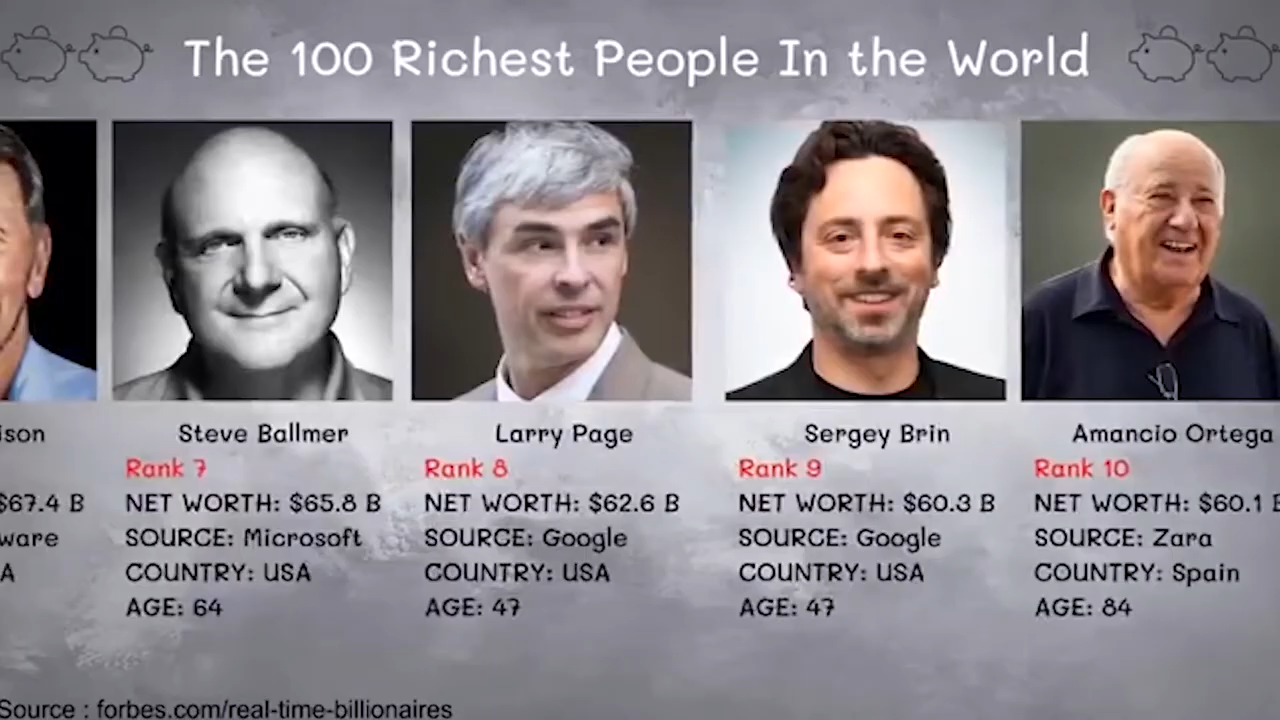 The 100 Richest People In the World
ison
$67.4 B
ware
A
Steve Ballmer
Rank 7
NET WORTH: $65.8 B
SOURCE: Microsoft
COUNTRY: USA
AGE: 64
Larry Page
Rank 8
NET WORTH: $62.6 B
SOURCE: Google
COUNTRY: USA
AGE: 47
Sergey Brin
Rank 9
NET WORTH: $60.3 B
SOURCE: Google
COUNTRY: USA
AGE: 47
Amancio Ortega
Rank 10
NET WORTH: $60.1 B
SOURCE: Zara
COUNTRY: Spain
AGE: 84
Source : forbes.com/real-time-billionaires